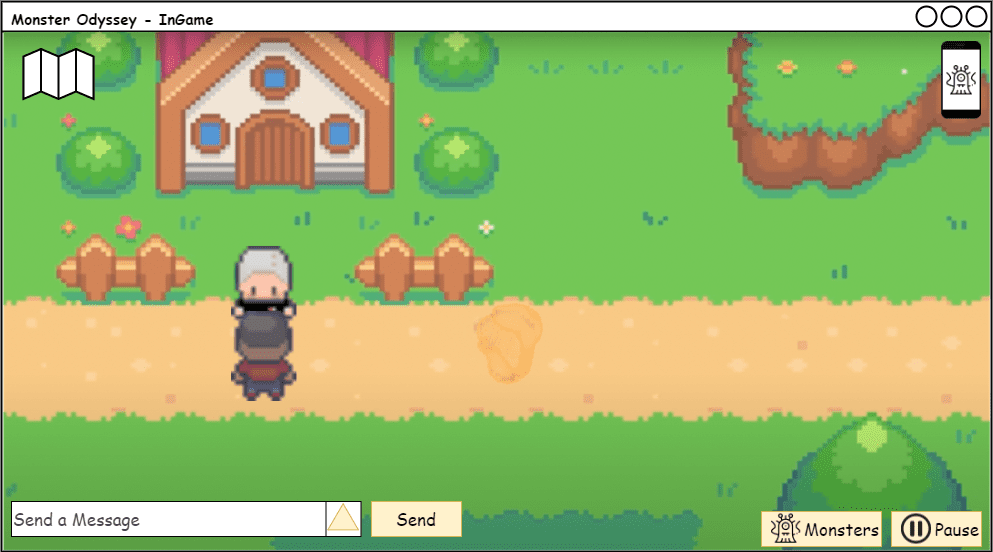 Monster Odyssey - InGame
Send a Message
Send
Monsters
Pause